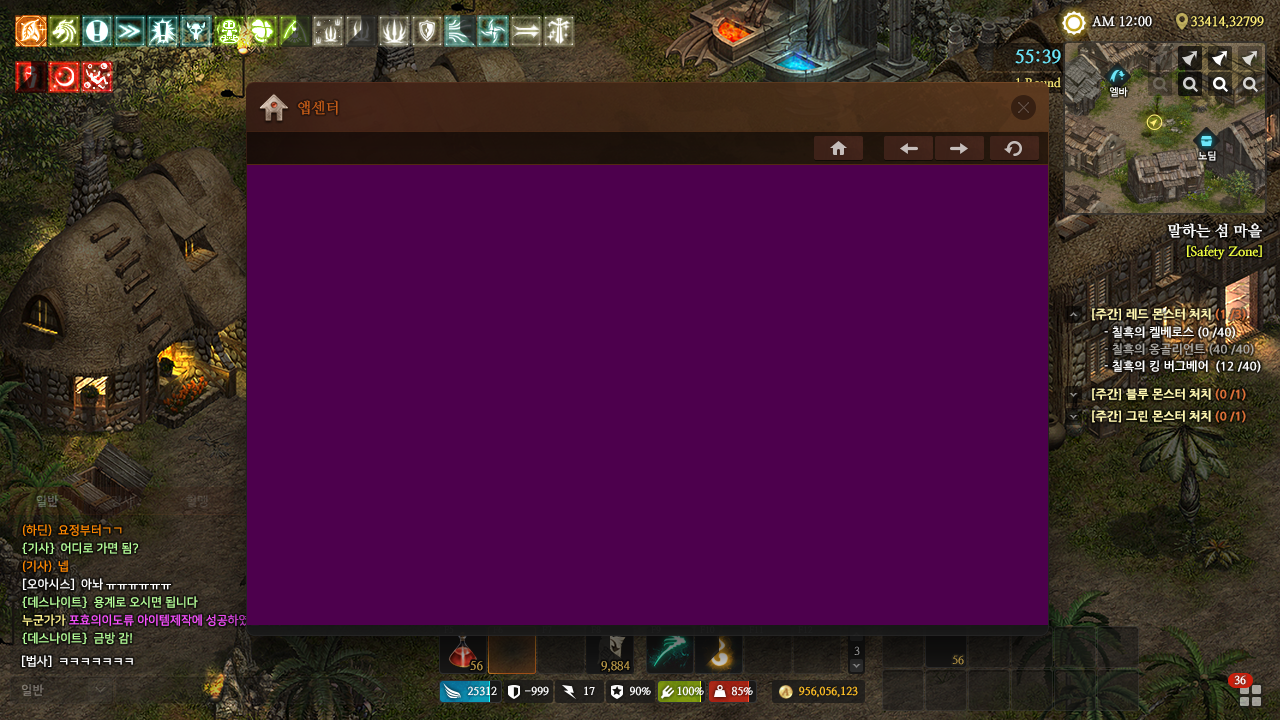 AM 12:00
33414,32799
55:39
1 Round
엘바
노딤
앱센터
말하는 섬 마을
[Safety Zone]
[주간] 레드 몬스터 처치 (1/3)
- 칠흑의 켈베로스 (0 /40)
- 칠흑의 웅골리언트 (40 /40)
- 칠흑의 킹 버그베어 (12 /40)
[주간] 블루 몬스터 처치 (0 /1)
[주간] 그린 몬스터 처치 (0 /1)
일반
혈맹
(하딘) 요정부터ㄱㄱ
{기사} 어디로 가면 됨?
(기사) 넵
[오아시스] 아놔 ㅠㅠㅠㅠㅠㅠ
{데스나이트} 용계로 오시면 됩니다
누군가가 포효의이도류 아이템제작에 성공하였
{데스나이트} 금방 감!
[법사] ㅋㅋㅋㅋㅋㅋㅋ
일반
56
9,884
3
56
25312
-999
17
90%
100%
85%
956,056,123
36